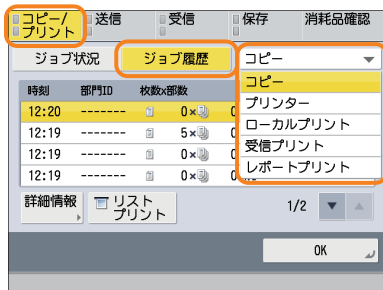 コピー/
プリント
送信
受信
保存
消耗品確認
ジョブ状況
ジョブ履歴
コピー
コピー
プリンター
ローカルプリント
受信プリント
レポートプリント
時刻 部門ID 枚数x部数
12:20 ------- 0× 0
12:19 ------- 5× 0
12:19 ------- 0× 0
12:19 ------- 0× 0
詳細情報
リスト
プリント
1/2
OK